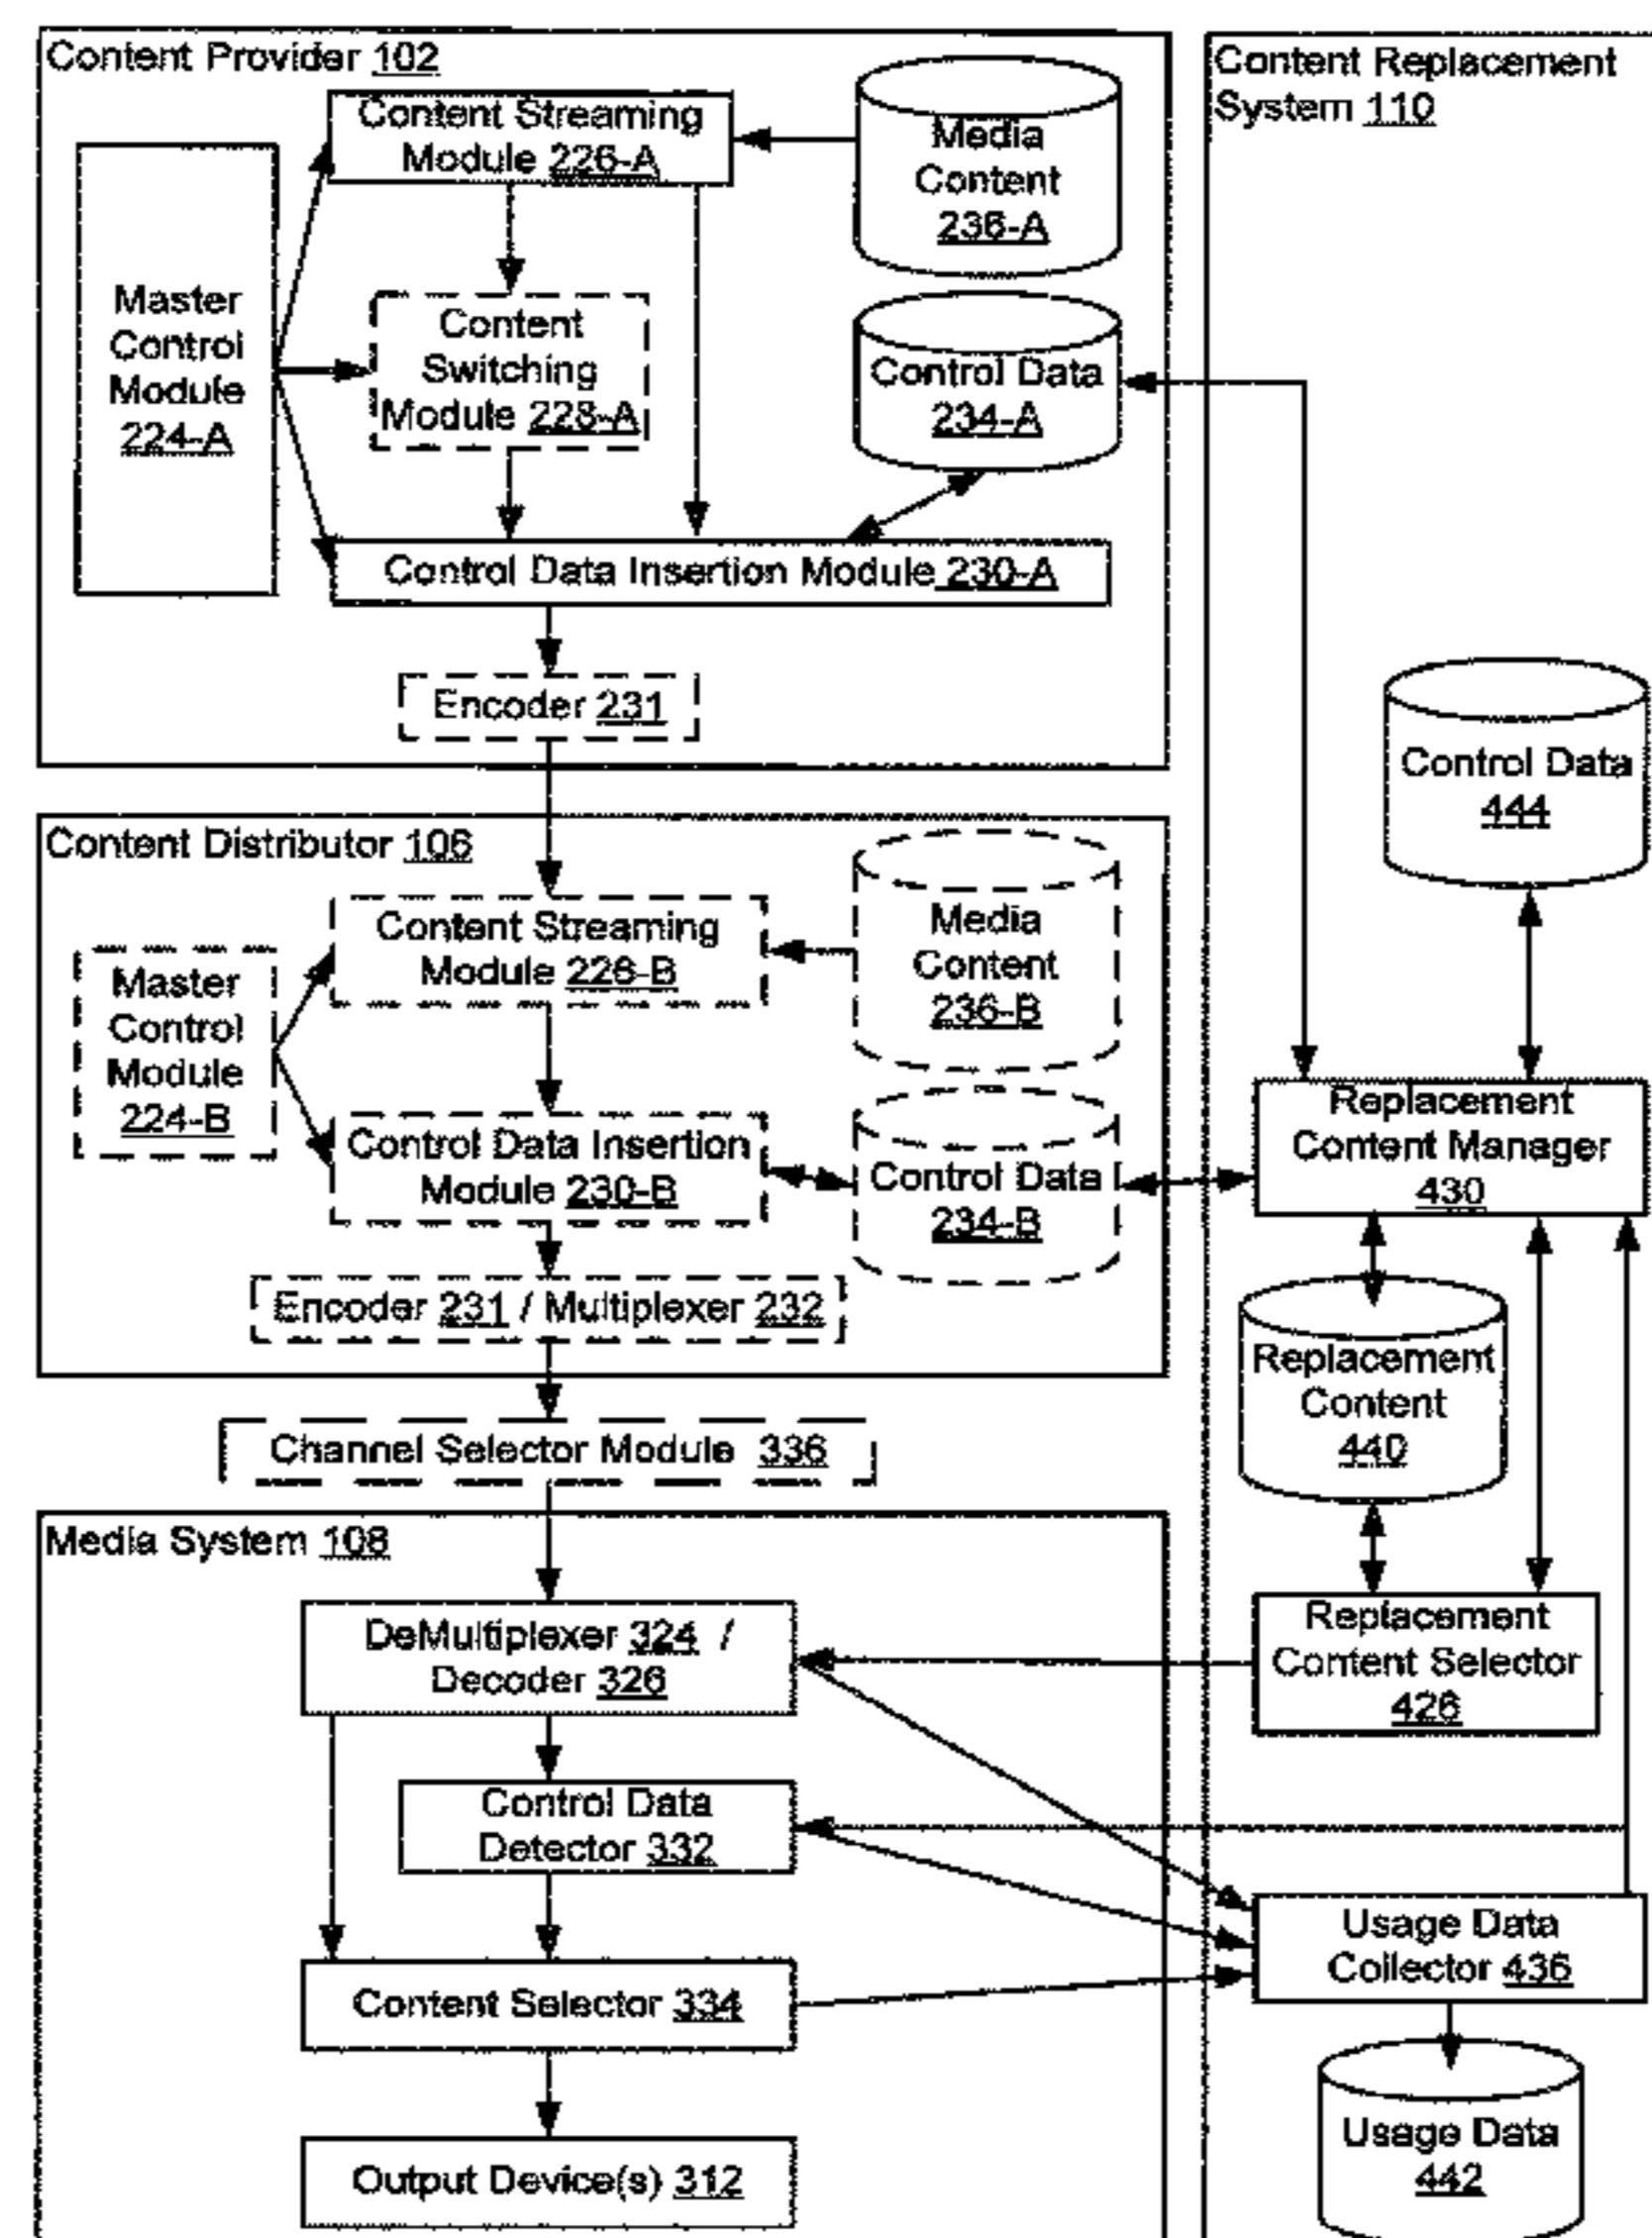 Content Provider 102
Content Streaming
Module 226-A
Media
Content
236-A
Master
Control
Module
224-A
Content
Switching
Module 228-A
Control Data
234-A
Control Data Insertion Module 230-A
Encoder 231
Content Distributor 106
Content Streaming
Module 226-B
Media
Content
236-B
Master
Control
Module
224-B
Control Data Insertion
Module 230-B
Control Data
234-B
Encoder 231 / Multiplexer 232
Channel Selector Module 336
Media System 108
DeMultiplexer 324 /
Decoder 326
Control Data
Detector 332
Content Selector 334
Output Device(s) 312
Content Replacement
System 110
Control Data
444
Replacement
Content Manager
430
Replacement
Content
440
Replacement
Content Selector
426
Usage Data
Collector 436
Usage Data
442